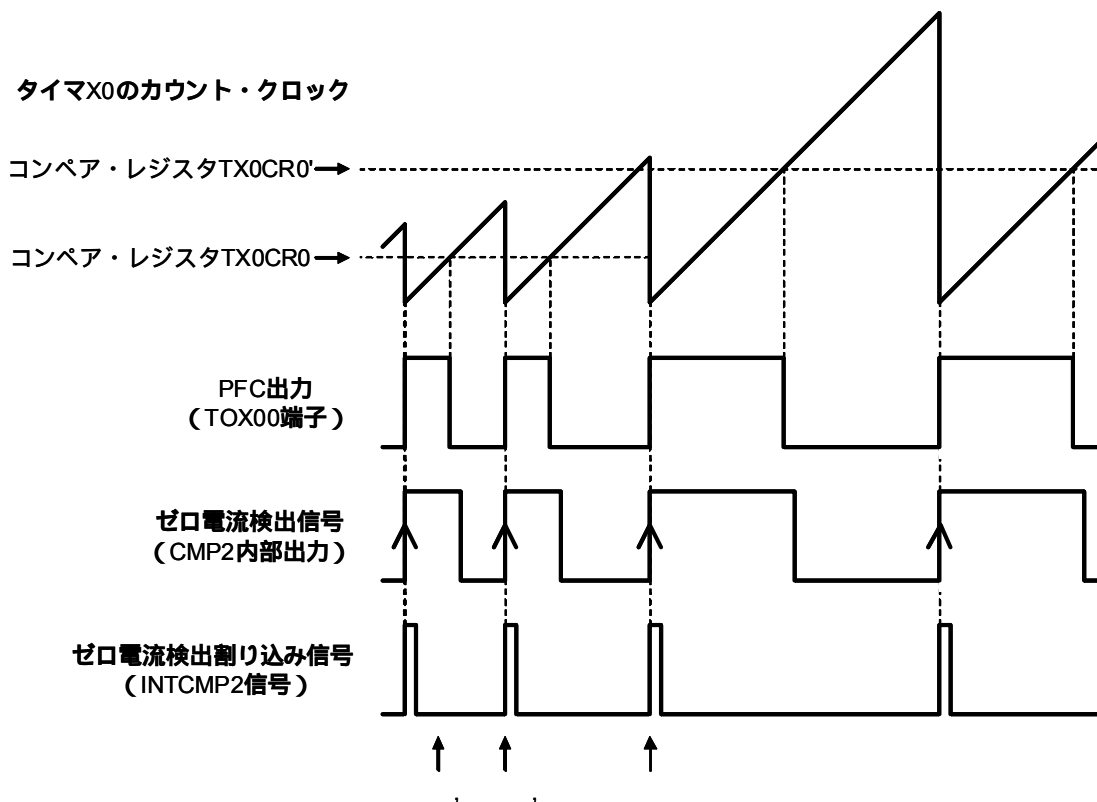 タイマX0のカウント・クロック
コンペア・レジスタTX0CR0'
コンペア・レジスタTX0CR0
PFC出力
（TOX00端子）
ゼロ電流検出信号
（CMP2内部出力）
ゼロ電流検出割り込み信号
（INTCMP2信号）
' '